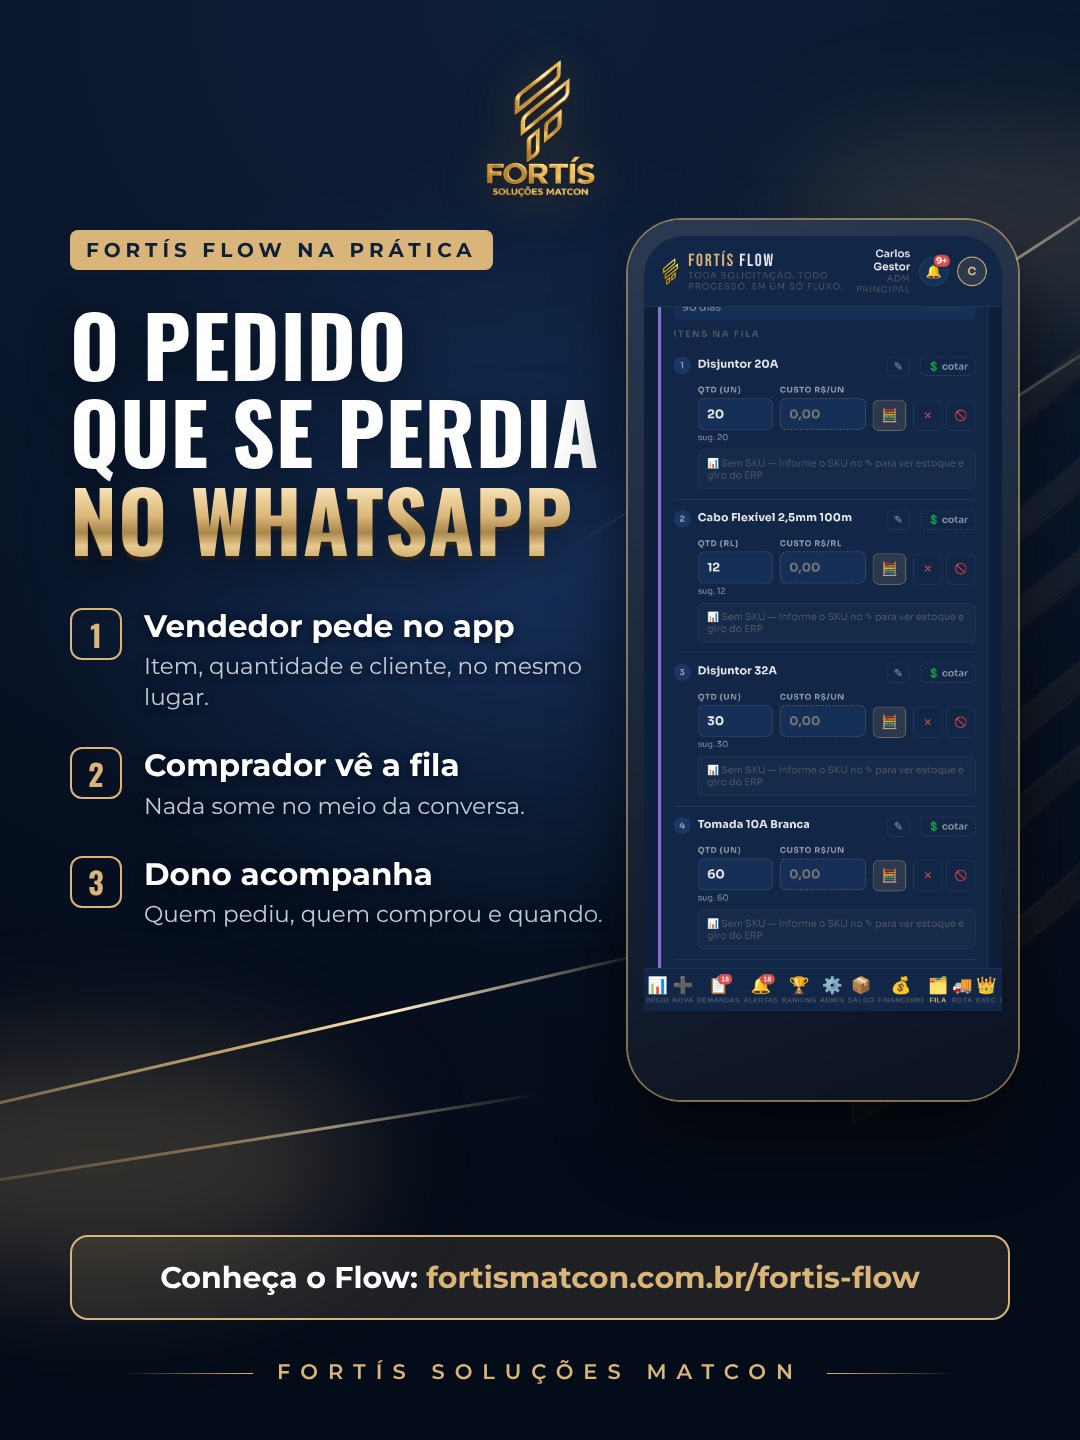 FORTÍS
SOLUÇÕES MATCON
FORTÍS FLOW NA PRÁTICA
O PEDIDO
QUE SE PERDIA
NO WHATSAPP
1
Vendedor pede no app
Item, quantidade e cliente, no mesmo
lugar.
2
Comprador vê a fila
Nada some no meio da conversa.
3
Dono acompanha
Quem pediu, quem comprou e quando.
FORTÍS FLOW
TODA SOLICITAÇÃO. TODO
PROCESSO. EM UM SÓ FLUXO.
Carlos
Gestor
ADM
PRINCIPAL
9+
C
90 dias
ITENS NA FILA
1 Disjuntor 20A ✎ 💲 cotar
QTD (UN) CUSTO R$/UN
20 0,00
sug. 20
Sem SKU — informe o SKU no ✎ para ver estoque e
giro do ERP
2 Cabo Flexível 2,5mm 100m ✎ 💲 cotar
QTD (RL) CUSTO R$/RL
12 0,00
sug. 12
Sem SKU — informe o SKU no ✎ para ver estoque e
giro do ERP
3 Disjuntor 32A ✎ 💲 cotar
QTD (UN) CUSTO R$/UN
30 0,00
sug. 30
Sem SKU — informe o SKU no ✎ para ver estoque e
giro do ERP
4 Tomada 10A Branca ✎ 💲 cotar
QTD (UN) CUSTO R$/UN
60 0,00
sug. 60
Sem SKU — informe o SKU no ✎ para ver estoque e
giro do ERP
18 18
INÍCIO NOVA DEMANDAS ALERTAS RANKING ADMIN SALDO FINANCEIRO FILA ROTA EXEC
Conheça o Flow: fortismatcon.com.br/fortis-flow
FORTÍS SOLUÇÕES MATCON